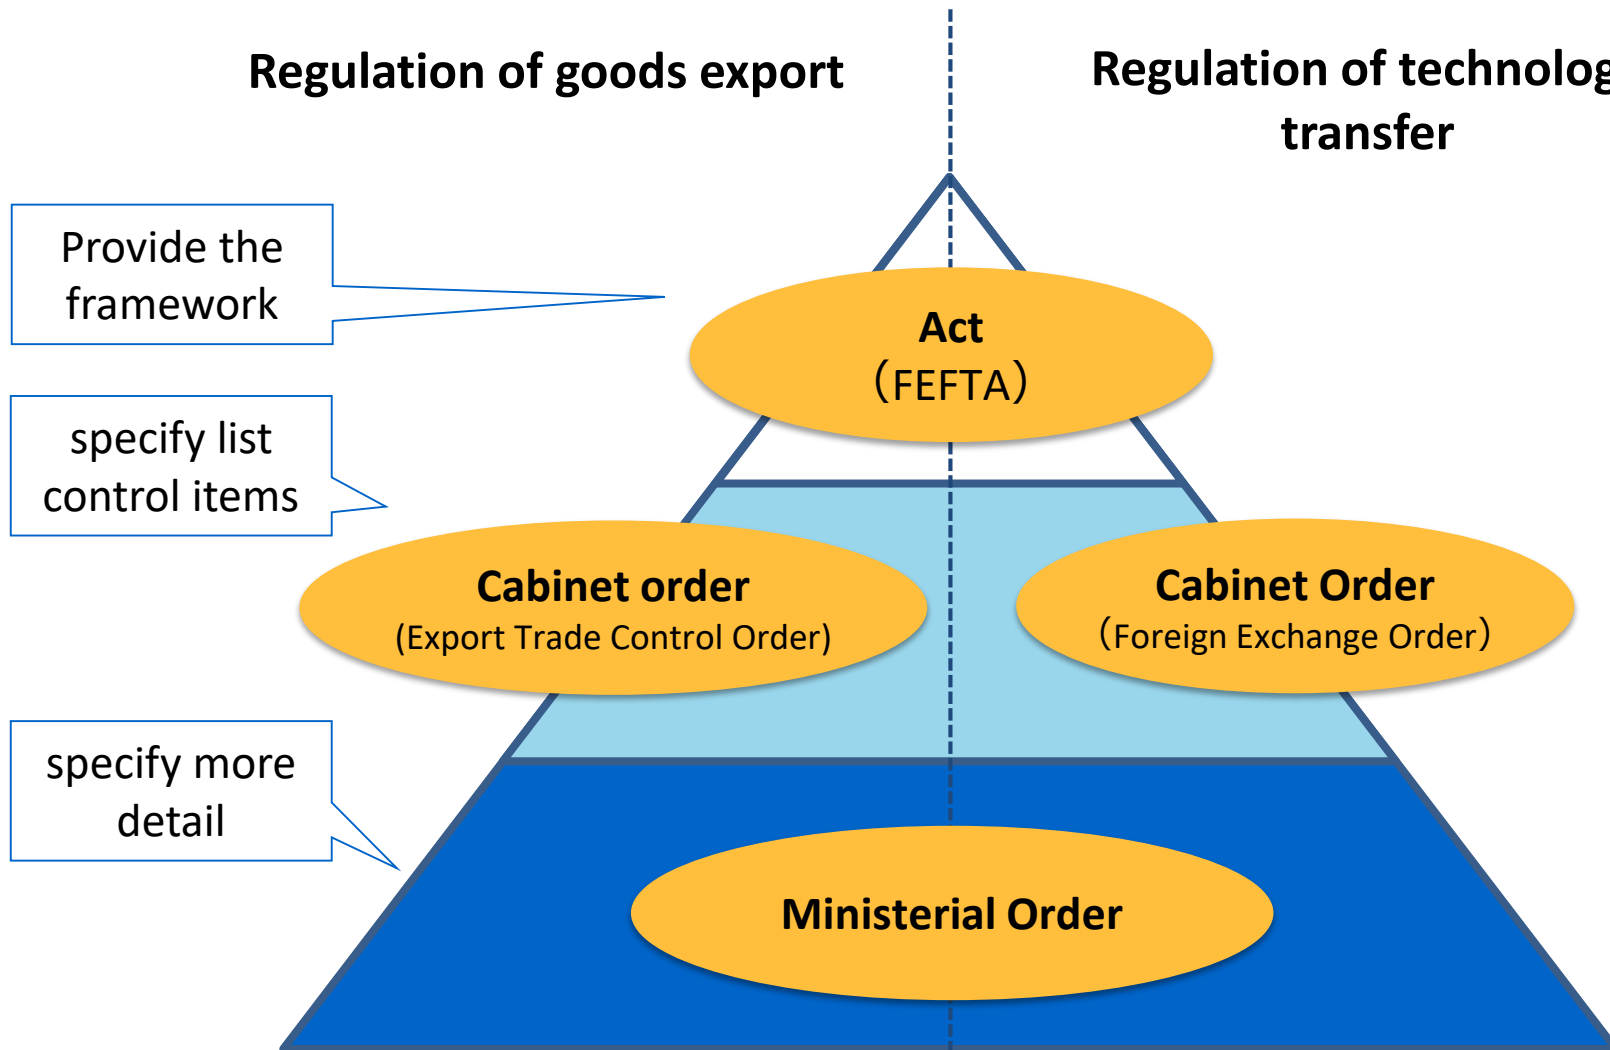 Regulation of goods export
Regulation of technolog
transfer
Provide the
framework
Act
（FEFTA）
specify list
control items
Cabinet order
(Export Trade Control Order)
Cabinet Order
（Foreign Exchange Order）
specify more
detail
Ministerial Order